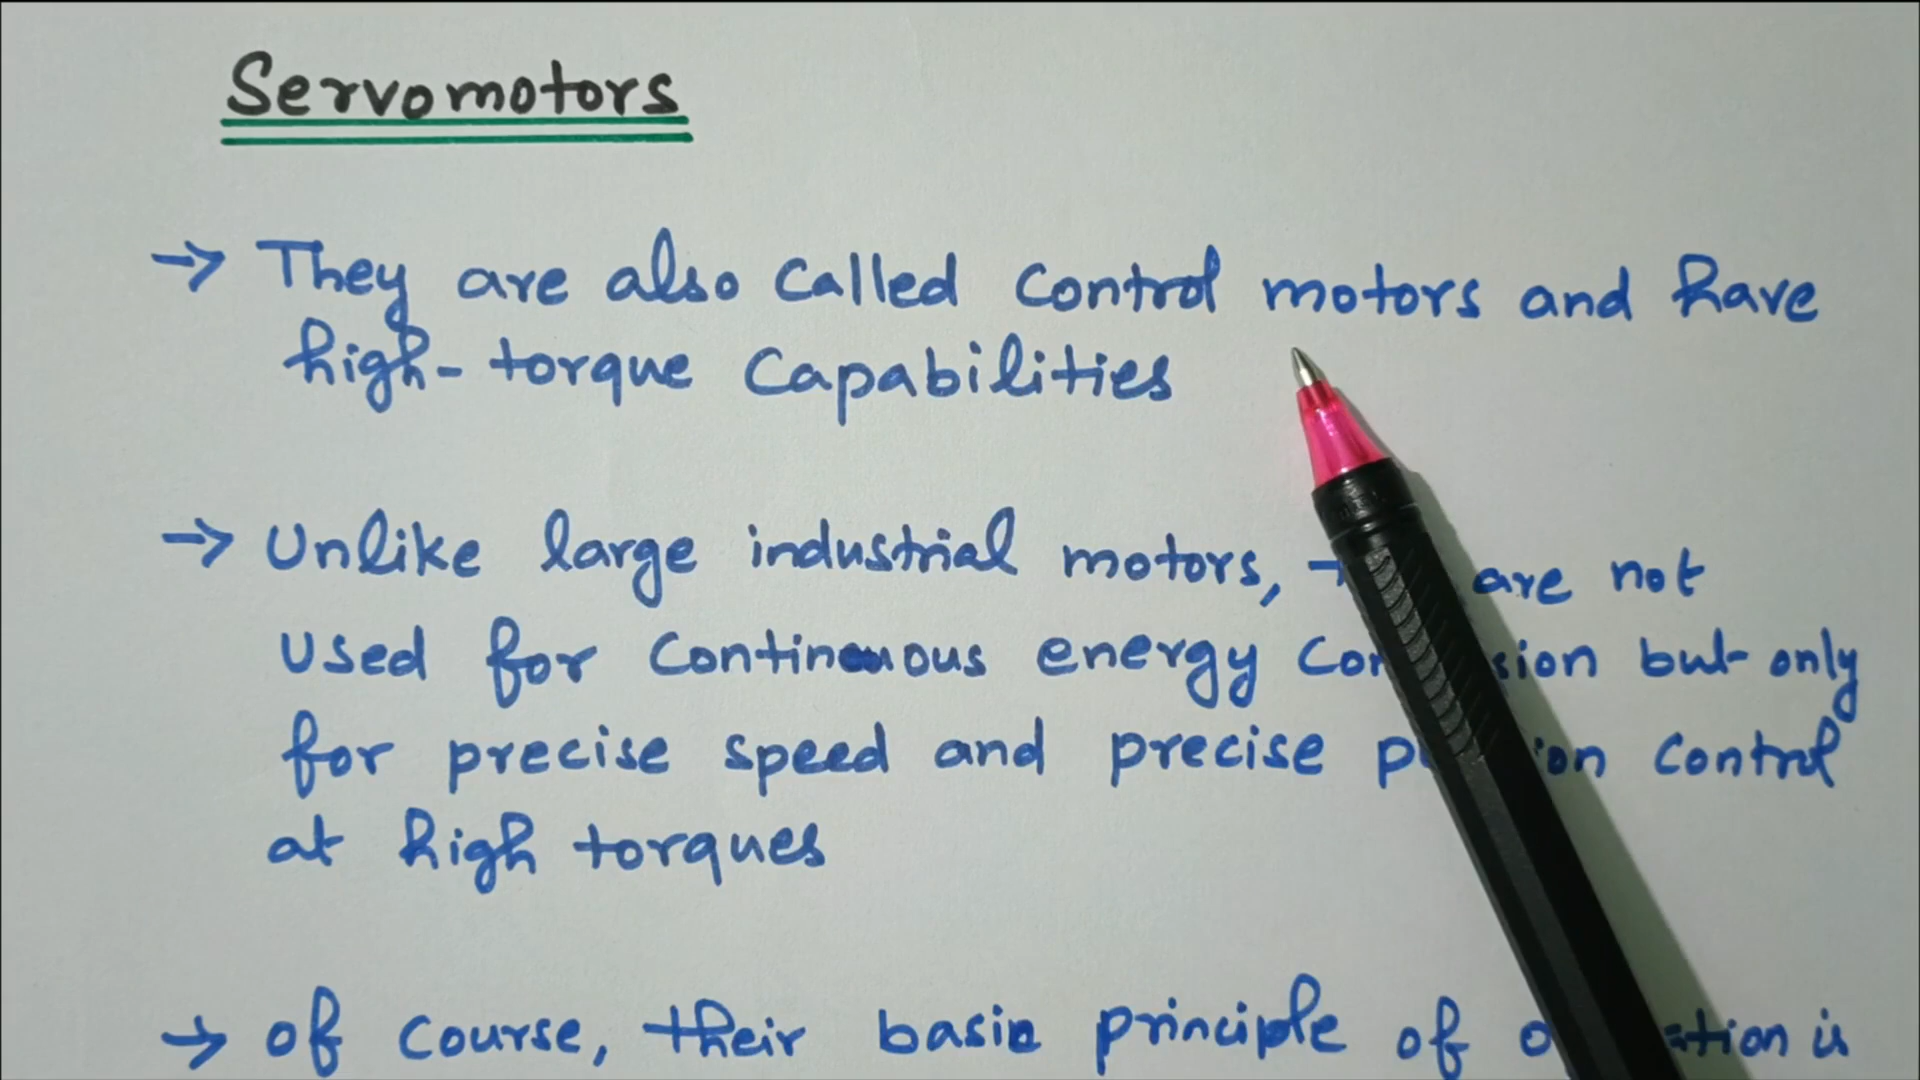 Servomotors
→ They are also called control motors and have
high-torque capabilities
→ Unlike large industrial motors, are not
used for continuous energy but only
for precise speed and precise control
at high torques
→ of course, their basic principle of is